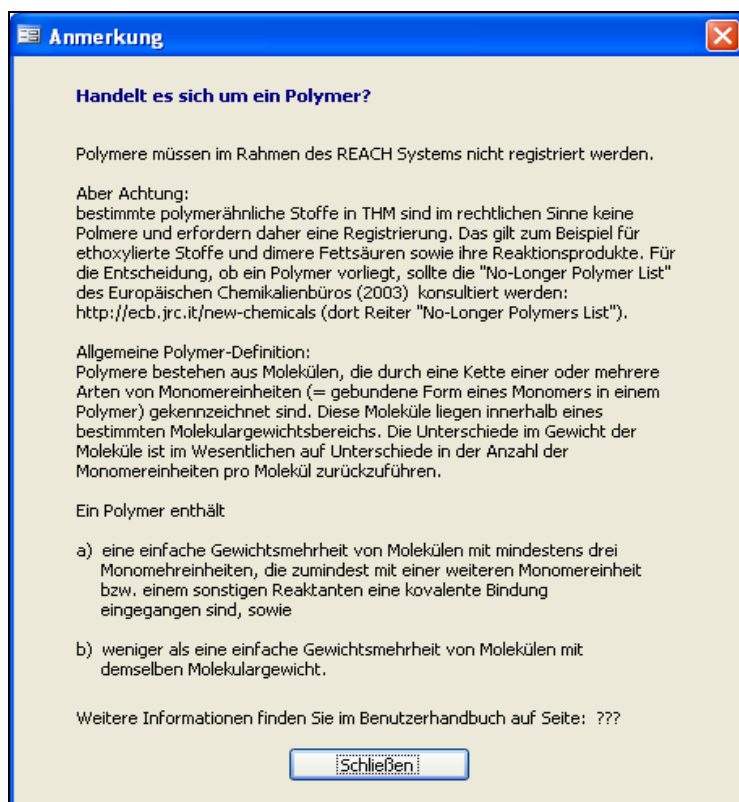 Anmerkung
Handelt es sich um ein Polymer?
Polymere müssen im Rahmen des REACH Systems nicht registriert werden.
Aber Achtung:
bestimmte polymerähnliche Stoffe in THM sind im rechtlichen Sinne keine
Polmere und erfordern daher eine Registrierung. Das gilt zum Beispiel für
ethoxylierte Stoffe und dimere Fettsäuren sowie ihre Reaktionsprodukte. Für
die Entscheidung, ob ein Polymer vorliegt, sollte die "No-Longer Polymer List"
des Europäischen Chemikalienbüros (2003) konsultiert werden:
http://ecb.jrc.it/new-chemicals (dort Reiter "No-Longer Polymers List").
Allgemeine Polymer-Definition:
Polymere bestehen aus Molekülen, die durch eine Kette einer oder mehrere
Arten von Monomereinheiten (= gebundene Form eines Monomers in einem
Polymer) gekennzeichnet sind. Diese Moleküle liegen innerhalb eines
bestimmten Molekulargewichtsbereichs. Die Unterschiede im Gewicht der
Moleküle ist im Wesentlichen auf Unterschiede in der Anzahl der
Monomereinheiten pro Molekül zurückzuführen.
Ein Polymer enthält
a) eine einfache Gewichtsmehrheit von Molekülen mit mindestens drei
Monomehreinheiten, die zumindest mit einer weiteren Monomereinheit
bzw. einem sonstigen Reaktanten eine kovalente Bindung
eingegangen sind, sowie
b) weniger als eine einfache Gewichtsmehrheit von Molekülen mit
demselben Molekulargewicht.
Weitere Informationen finden Sie im Benutzerhandbuch auf Seite: ???
Schließen